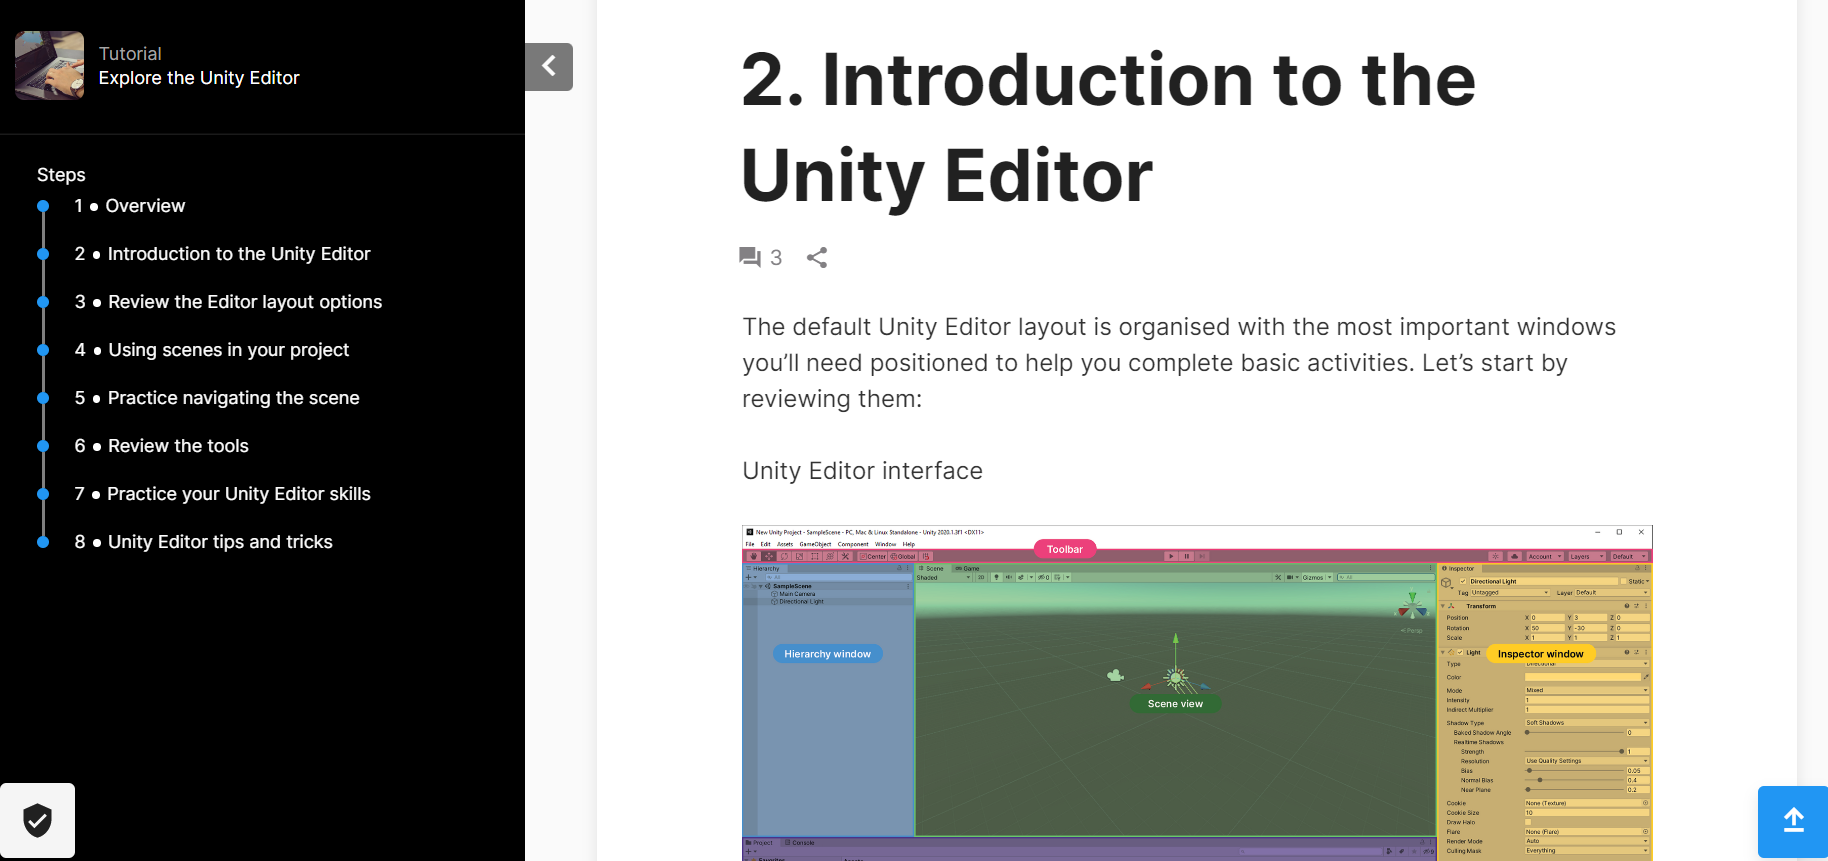 Tutorial
Explore the Unity Editor
Steps
1 • Overview
2 • Introduction to the Unity Editor
3 • Review the Editor layout options
4 • Using scenes in your project
5 • Practice navigating the scene
6 • Review the tools
7 • Practice your Unity Editor skills
8 • Unity Editor tips and tricks
2. Introduction to the
Unity Editor
3
The default Unity Editor layout is organised with the most important windows
you’ll need positioned to help you complete basic activities. Let’s start by
reviewing them:
Unity Editor interface
New Unity Project - SampleScene - PC, Mac & Linux Standalone - Unity 2020.1.3f1 <DX11>
File Edit Assets GameObject Component Window Help
Toolbar
Center Global
Account Layers Default
Hierarchy
All
SampleScene
Main Camera
Directional Light
Hierarchy window
Scene Game
Shaded 2D 0 Gizmos All
Persp
Scene view
Inspector
Directional Light Static
Tag Untagged Layer Default
Transform
Position X 0 Y 3 Z 0
Rotation X 50 Y -30 Z 0
Scale X 1 Y 1 Z 1
Light
Inspector window
Type Directional
Color
Mode Mixed
Intensity 1
Indirect Multiplier 1
Shadow Type Soft Shadows
Baked Shadow Angle 0
Realtime Shadows
Strength 1
Resolution Use Quality Settings
Bias 0.05
Normal Bias 0.4
Near Plane 0.2
Cookie None (Texture)
Cookie Size 10
Draw Halo
Flare None (Flare)
Render Mode Auto
Culling Mask Everything
Project Console
Favorites Assets